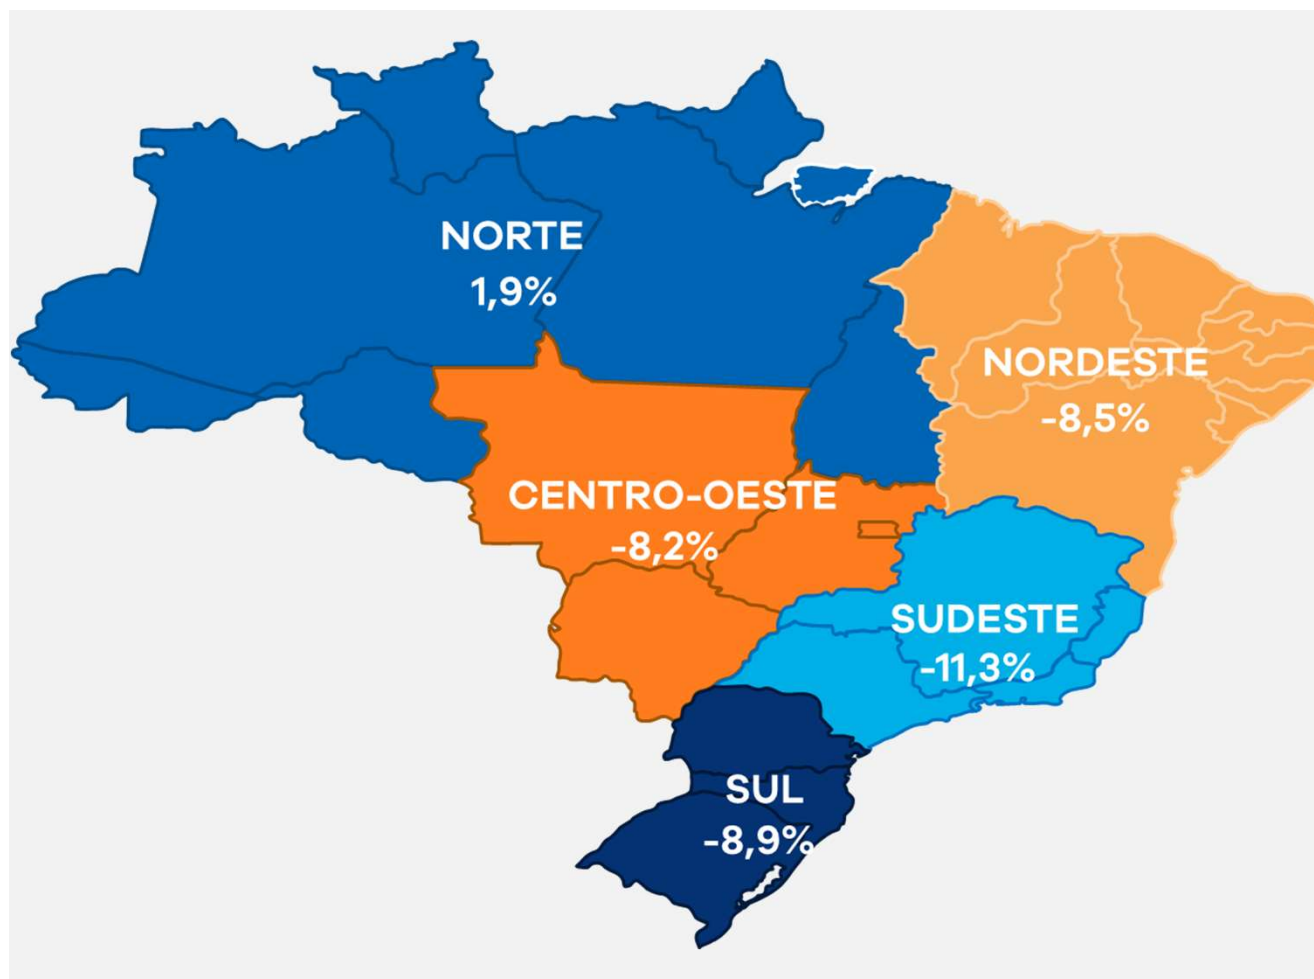 NORTE
1,9%
NORDESTE
-8,5%
CENTRO-OESTE
-8,2%
SUDESTE
-11,3%
SUL
-8,9%